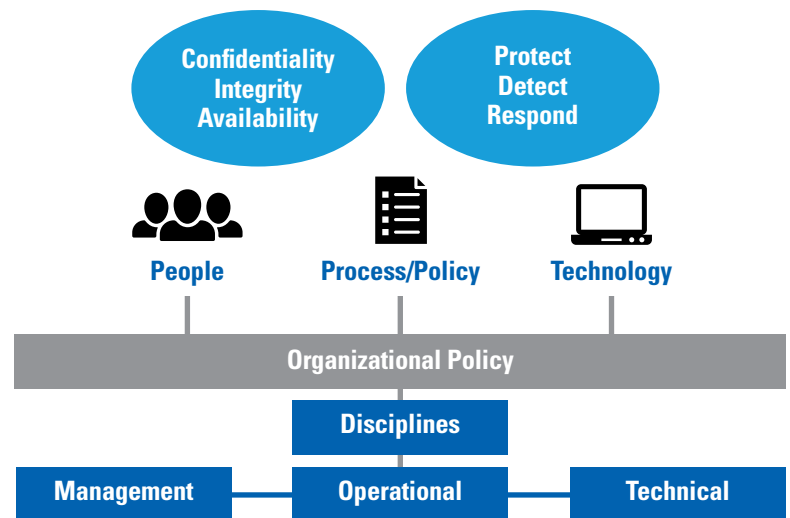 Confidentiality
Integrity
Availability
Protect
Detect
Respond
People
Process/Policy
Technology
Organizational Policy
Disciplines
Management
Operational
Technical